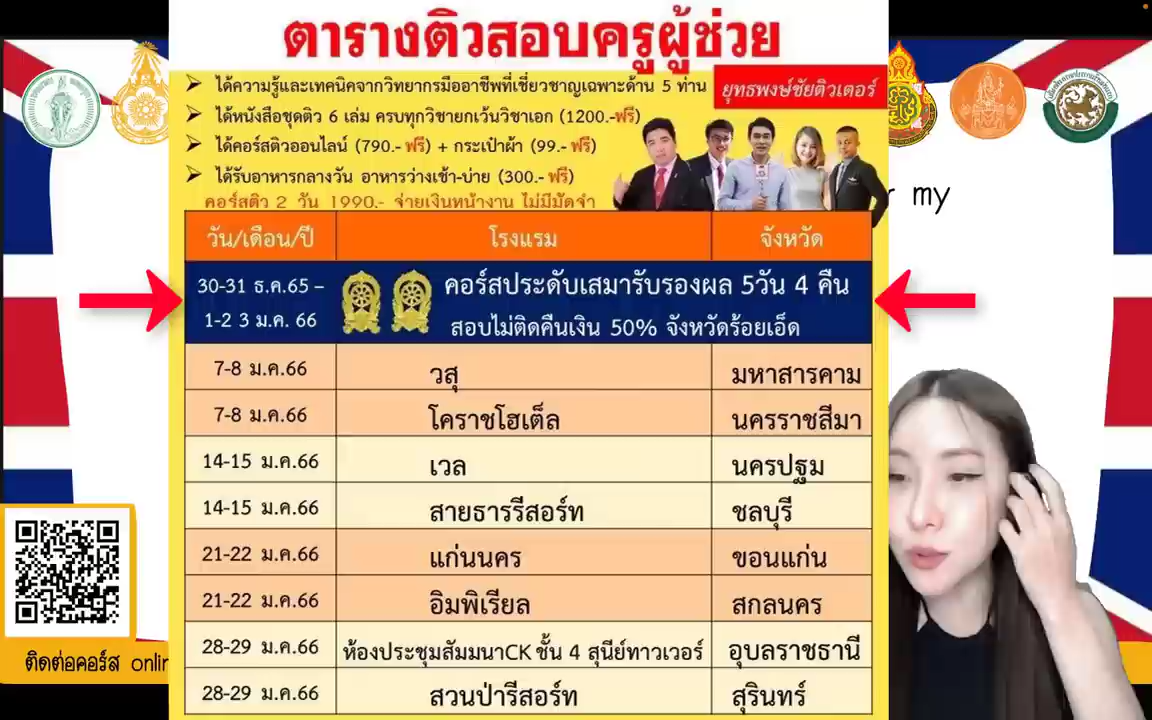 ตารางติวสอบครูผู้ช่วย
ยุทธพงษ์ชัยติวเตอร์
➢ ได้ความรู้และเทคนิคจากวิทยากรมืออาชีพที่เชี่ยวชาญเฉพาะด้าน 5 ท่าน
➢ ได้หนังสือชุดติว 6 เล่ม ครบทุกวิชายกเว้นวิชาเอก (1200.-ฟรี)
➢ ได้คอร์สติวออนไลน์ (790.- ฟรี) + กระเป๋าผ้า (99.- ฟรี)
➢ ได้รับอาหารกลางวัน อาหารว่างเช้า-บ่าย (300.- ฟรี)
คอร์สติว 2 วัน 1990.- จ่ายเงินหน้างาน ไม่มีมัดจำ
my
วัน/เดือน/ปี โรงแรม จังหวัด
30-31 ธ.ค.65 – คอร์สประดับเสมารับรองผล 5วัน 4 คืน
1-2 3 ม.ค. 66 สอบไม่ติดคืนเงิน 50% จังหวัดร้อยเอ็ด
7-8 ม.ค.66 วสุ มหาสารคาม
7-8 ม.ค.66 โคราชโฮเต็ล นครราชสีมา
14-15 ม.ค.66 เวล นครปฐม
14-15 ม.ค.66 สายธารรีสอร์ท ชลบุรี
21-22 ม.ค.66 แก่นนคร ขอนแก่น
21-22 ม.ค.66 อิมพิเรียล สกลนคร
28-29 ม.ค.66 ห้องประชุมสัมมนาCK ชั้น 4 สุนีย์ทาวเวอร์ อุบลราชธานี
28-29 ม.ค.66 สวนป่ารีสอร์ท สุรินทร์
ติดต่อคอร์ส onlin